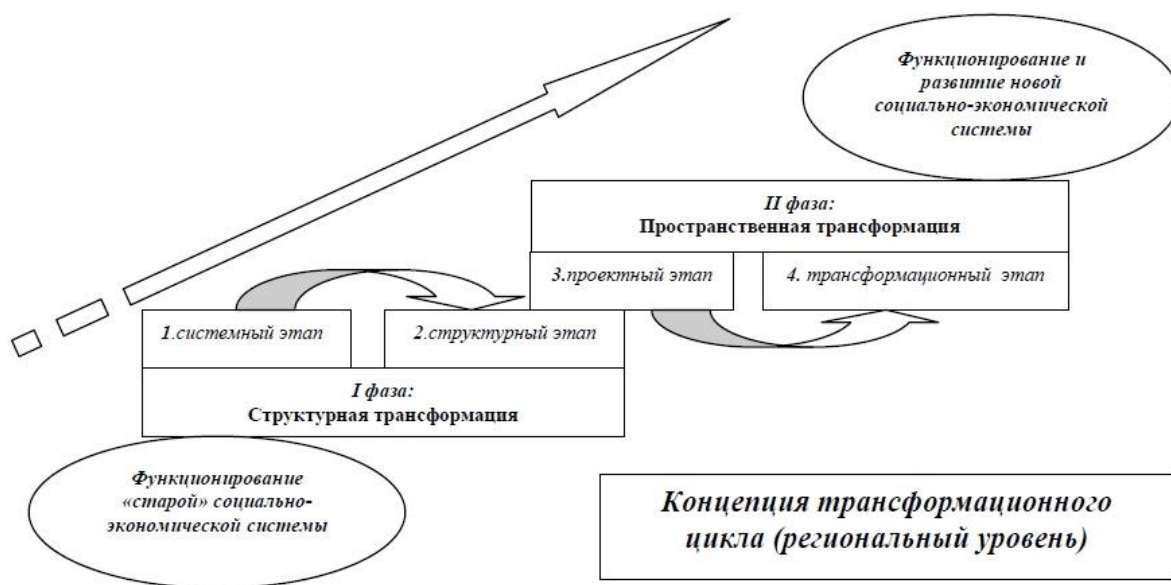 Функционирование и
развитие новой
социально-экономической
системы
II фаза:
Пространственная трансформация
3.проектный этап
4. трансформационный этап
1.системный этап
2.структурный этап
I фаза:
Структурная трансформация
Функционирование
«старой» социально-
экономической системы
Концепция трансформационного
цикла (региональный уровень)